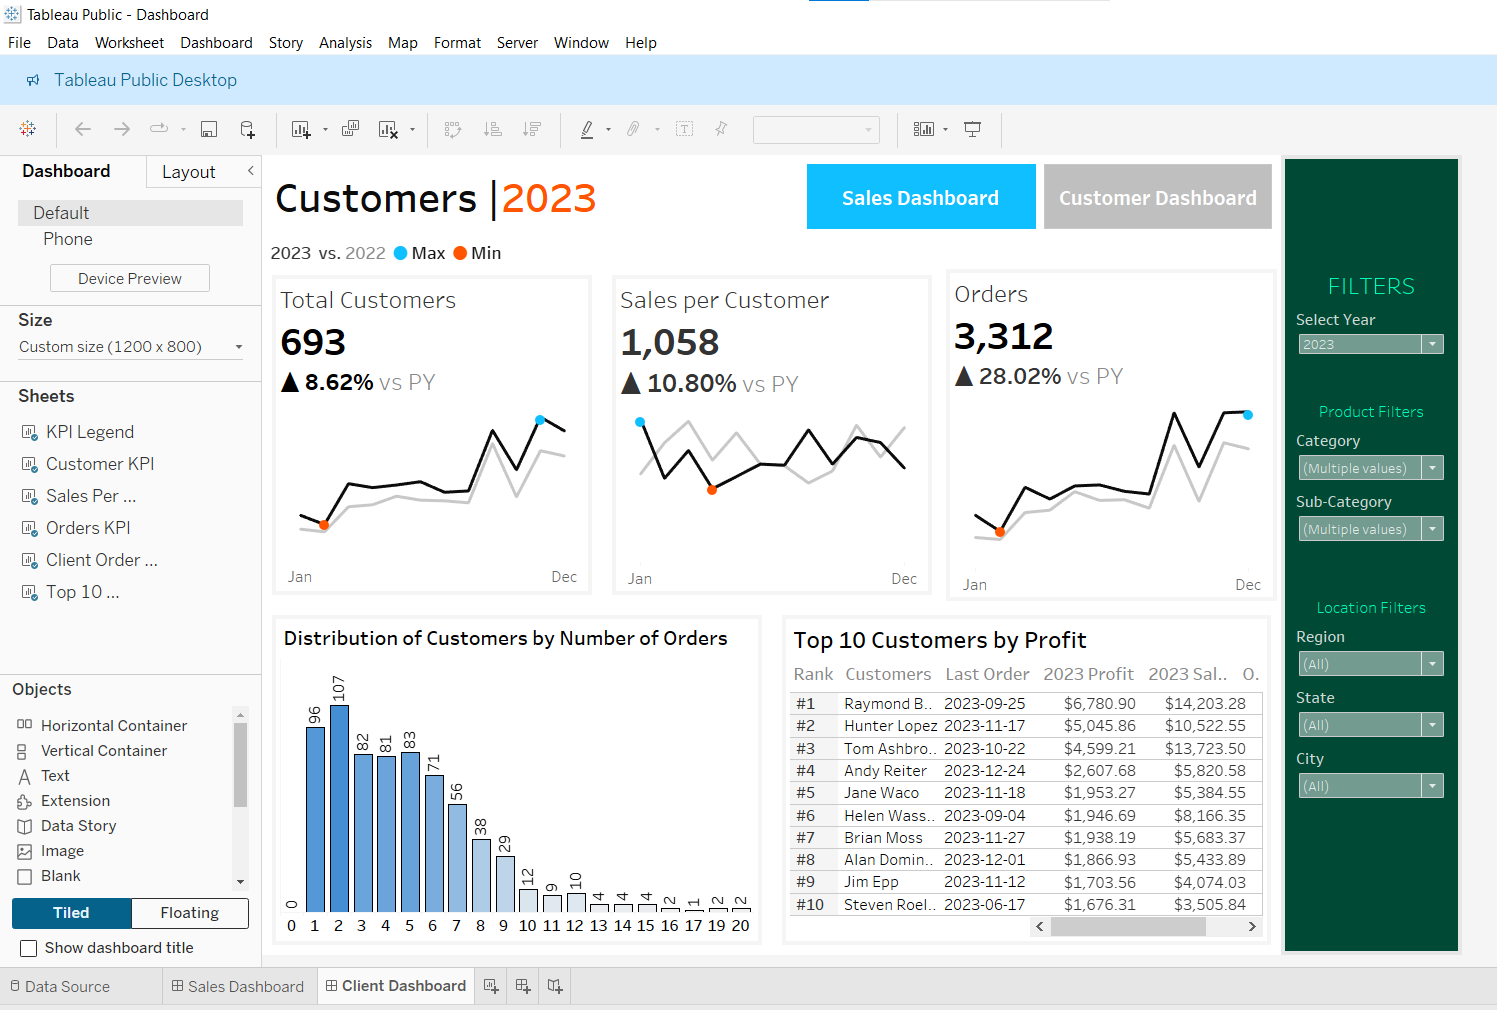 Tableau Public - Dashboard
File Data Worksheet Dashboard Story Analysis Map Format Server Window Help
Tableau Public Desktop
Dashboard Layout
Default
Phone
Device Preview
Size
Custom size (1200 x 800)
Sheets
KPI Legend
Customer KPI
Sales Per ...
Orders KPI
Client Order ...
Top 10 ...
Objects
Horizontal Container
Vertical Container
Text
Extension
Data Story
Image
Blank
Tiled Floating
Show dashboard title
Customers |2023
Sales Dashboard Customer Dashboard
2023 vs. 2022 Max Min
Total Customers
693
▲ 8.62% vs PY
Jan Dec
Sales per Customer
1,058
▲ 10.80% vs PY
Jan Dec
Orders
3,312
▲ 28.02% vs PY
Jan Dec
Distribution of Customers by Number of Orders
0 96 107 82 81 83 71 56 38 29 12 9 10 4 4 4 2 1 2 2
0 1 2 3 4 5 6 7 8 9 10 11 12 13 14 15 16 17 19 20
Top 10 Customers by Profit
Rank Customers Last Order 2023 Profit 2023 Sal.. O.
#1 Raymond B.. 2023-09-25 $6,780.90 $14,203.28
#2 Hunter Lopez 2023-11-17 $5,045.86 $10,522.55
#3 Tom Ashbro.. 2023-10-22 $4,599.21 $13,723.50
#4 Andy Reiter 2023-12-24 $2,607.68 $5,820.58
#5 Jane Waco 2023-11-18 $1,953.27 $5,384.55
#6 Helen Wass.. 2023-09-04 $1,946.69 $8,166.35
#7 Brian Moss 2023-11-27 $1,938.19 $5,683.37
#8 Alan Domin.. 2023-12-01 $1,866.93 $5,433.89
#9 Jim Epp 2023-11-12 $1,703.56 $4,074.03
#10 Steven Roel.. 2023-06-17 $1,676.31 $3,505.84
FILTERS
Select Year
2023
Product Filters
Category
(Multiple values)
Sub-Category
(Multiple values)
Location Filters
Region
(All)
State
(All)
City
(All)
Data Source Sales Dashboard Client Dashboard